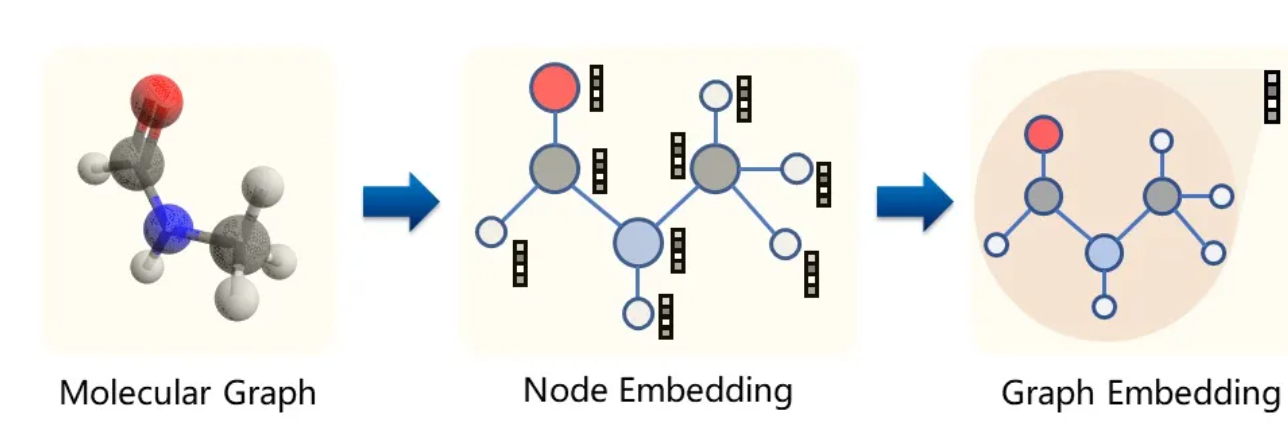 Molecular Graph
Node Embedding
Graph Embedding